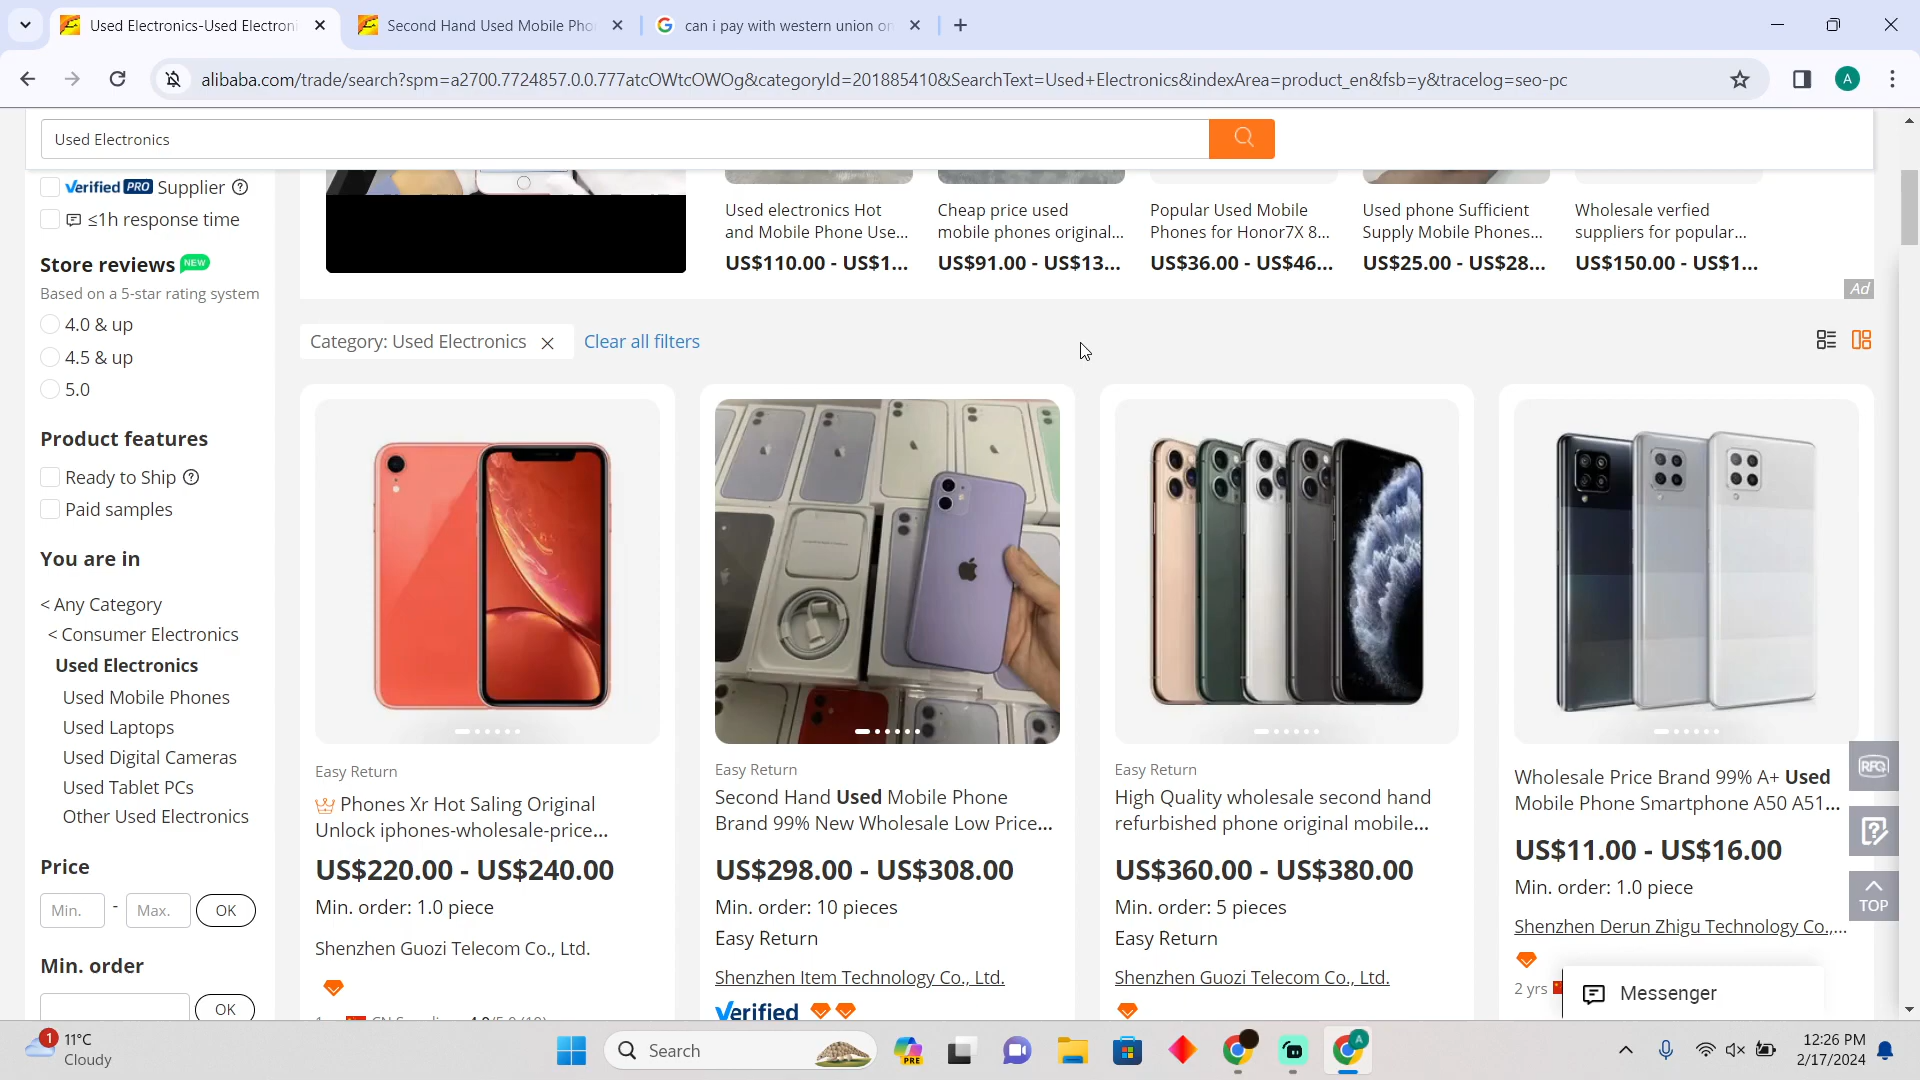 Used Electronics-Used Electroni
Second Hand Used Mobile Pho
can i pay with western union on
alibaba.com/trade/search?spm=a2700.7724857.0.0.777atcOWtcOWOg&categoryId=201885410&SearchText=Used+Electronics&indexArea=product_en&fsb=y&tracelog=seo-pc
A
Used Electronics
Verified PRO Supplier
≤1h response time
Store reviews NEW
Based on a 5-star rating system
4.0 & up
4.5 & up
5.0
Product features
Ready to Ship
Paid samples
You are in
< Any Category
< Consumer Electronics
Used Electronics
Used Mobile Phones
Used Laptops
Used Digital Cameras
Used Tablet PCs
Other Used Electronics
Price
Min. - Max. OK
Min. order
OK
Used electronics Hot
and Mobile Phone Use...
US$110.00 - US$1...
Cheap price used
mobile phones original...
US$91.00 - US$13...
Popular Used Mobile
Phones for Honor7X 8...
US$36.00 - US$46...
Used phone Sufficient
Supply Mobile Phones...
US$25.00 - US$28...
Wholesale verfied
suppliers for popular...
US$150.00 - US$1...
Ad
Category: Used Electronics
Clear all filters
Easy Return
Phones Xr Hot Saling Original
Unlock iphones-wholesale-price...
US$220.00 - US$240.00
Min. order: 1.0 piece
Shenzhen Guozi Telecom Co., Ltd.
Easy Return
Second Hand Used Mobile Phone
Brand 99% New Wholesale Low Price...
US$298.00 - US$308.00
Min. order: 10 pieces
Easy Return
Shenzhen Item Technology Co., Ltd.
Verified
Easy Return
High Quality wholesale second hand
refurbished phone original mobile...
US$360.00 - US$380.00
Min. order: 5 pieces
Easy Return
Shenzhen Guozi Telecom Co., Ltd.
Wholesale Price Brand 99% A+ Used
Mobile Phone Smartphone A50 A51...
US$11.00 - US$16.00
Min. order: 1.0 piece
Shenzhen Derun Zhigu Technology Co.,...
2 yrs
RFQ
TOP
Messenger
1
11°C
Cloudy
Search
PRE
A
12:26 PM
2/17/2024